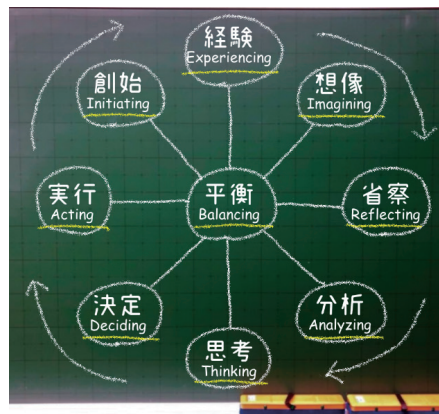 経験
Experiencing
創始
Initiating
想像
Imagining
実行
Acting
平衡
Balancing
省察
Reflecting
決定
Deciding
分析
Analyzing
思考
Thinking